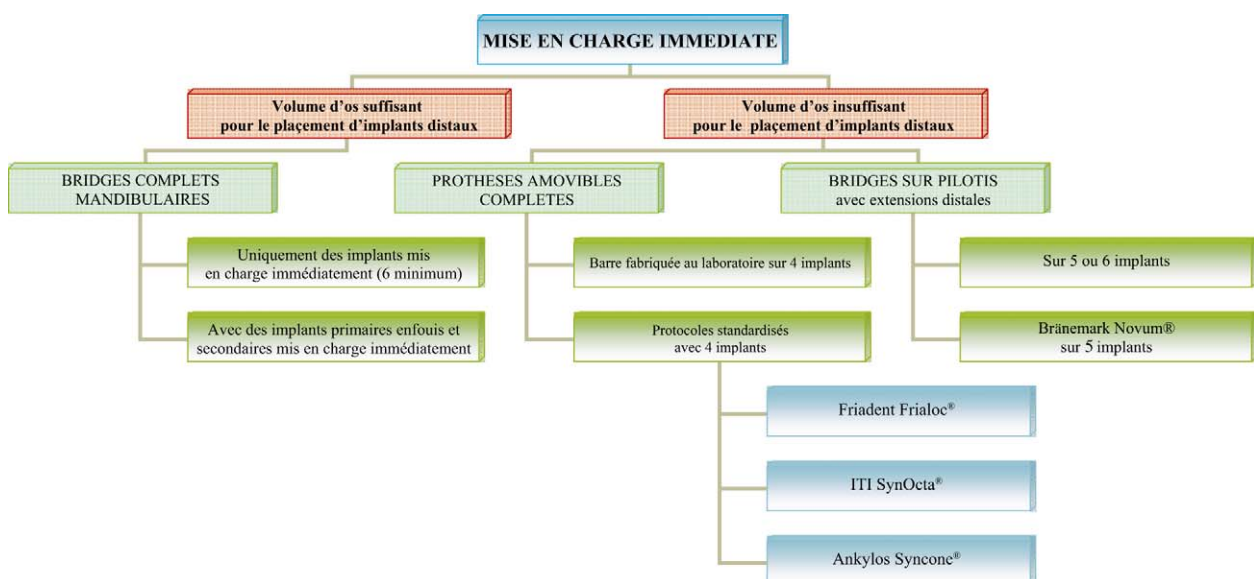 MISE EN CHARGE IMMEDIATE
Volume d'os suffisant
pour le plaçement d'implants distaux
Volume d'os insuffisant
pour le plaçement d'implants distaux
BRIDGES COMPLETS
MANDIBULAIRES
PROTHESES AMOVIBLES
COMPLETES
BRIDGES SUR PILOTIS
avec extensions distales
Uniquement des implants mis
en charge immédiatement (6 minimum)
Barre fabriquée au laboratoire sur 4 implants
Sur 5 ou 6 implants
Avec des implants primaires enfouis et
secondaires mis en charge immédiatement
Protocoles standardisés
avec 4 implants
Bränemark Novum®
sur 5 implants
Friadent Frialoc®
ITI SynOcta®
Ankylos Syncone®